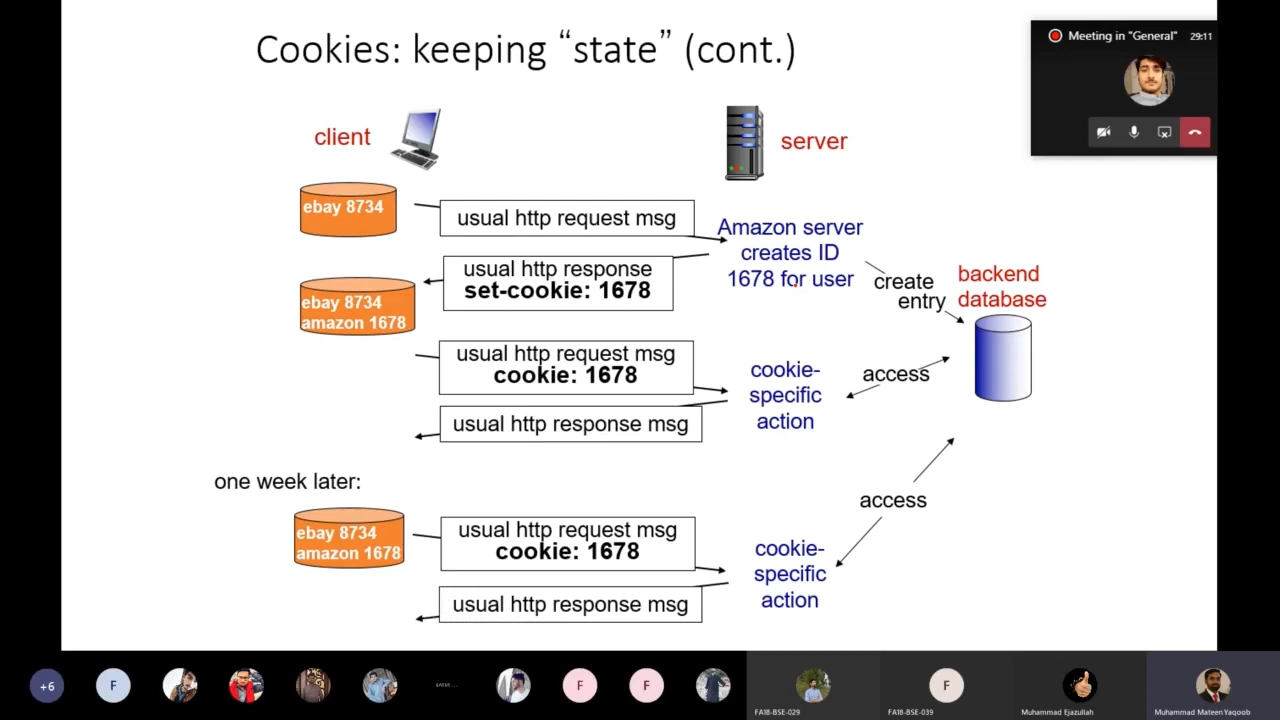 Cookies: keeping “state” (cont.)
Meeting in "General"
29:11
client
server
ebay 8734
usual http request msg
Amazon server
creates ID
1678 for user
usual http response
set-cookie: 1678
create
entry
backend
database
ebay 8734
amazon 1678
usual http request msg
cookie: 1678
cookie-
specific
action
access
usual http response msg
one week later:
access
ebay 8734
amazon 1678
usual http request msg
cookie: 1678
cookie-
specific
action
usual http response msg
+6
F
F
F
F
FA18-BSE-029
FA18-BSE-039
Muhammad Ejazullah
Muhammad Mateen Yaqoob